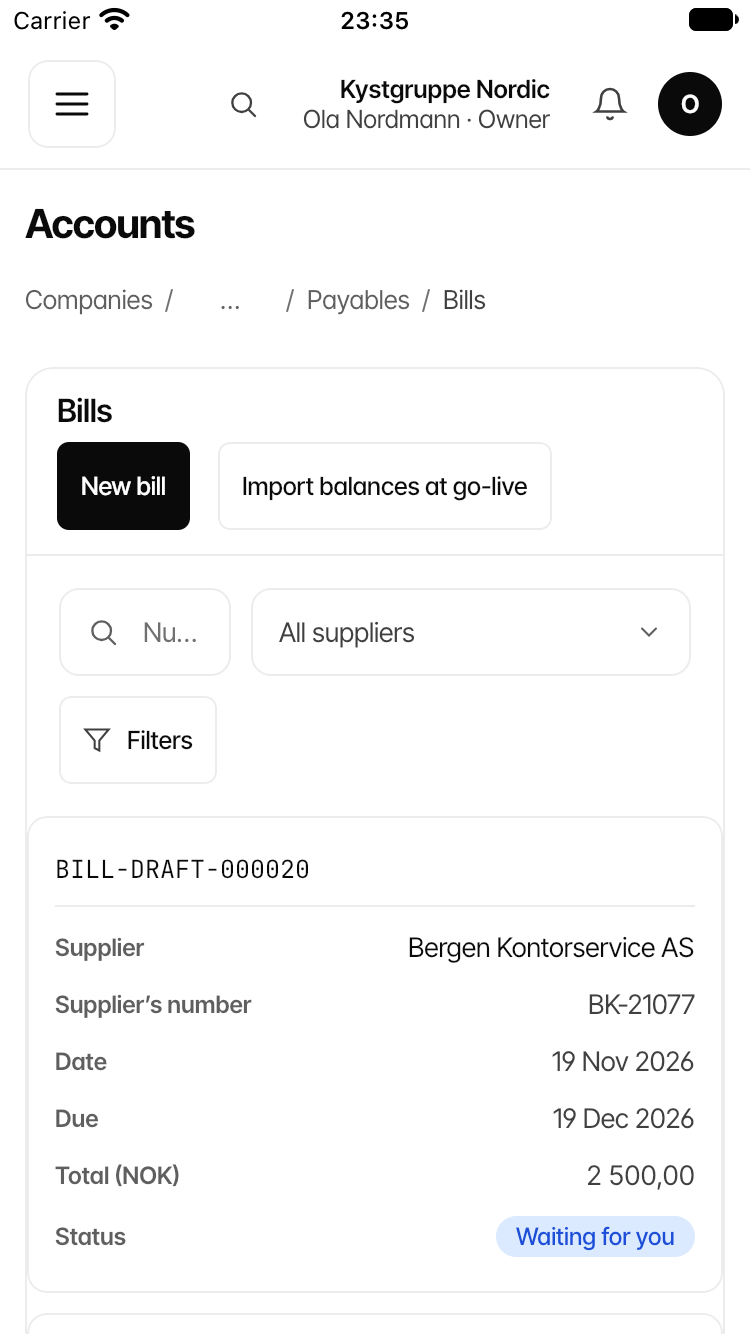 Carrier 23:35
Kystgruppe Nordic
Ola Nordmann · Owner
O
Accounts
Companies / ... / Payables / Bills
Bills
New bill Import balances at go-live
Nu... All suppliers
Filters
BILL-DRAFT-000020
Supplier Bergen Kontorservice AS
Supplier’s number BK-21077
Date 19 Nov 2026
Due 19 Dec 2026
Total (NOK) 2 500,00
Status Waiting for you